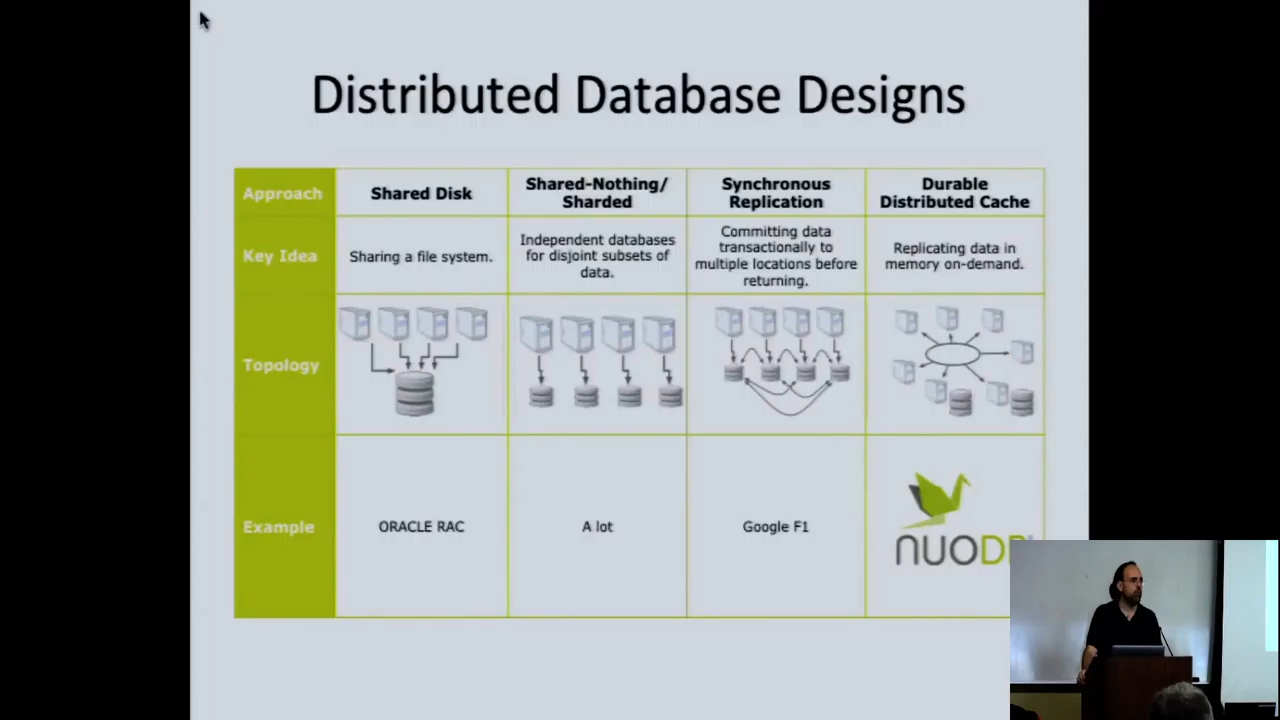 Distributed Database Designs
Approach
Shared Disk
Shared-Nothing/
Sharded
Synchronous
Replication
Durable
Distributed Cache
Key Idea
Sharing a file system.
Independent databases
for disjoint subsets of
data.
Committing data
transactionally to
multiple locations before
returning.
Replicating data in
memory on-demand.
Topology
Example
ORACLE RAC
A lot
Google F1